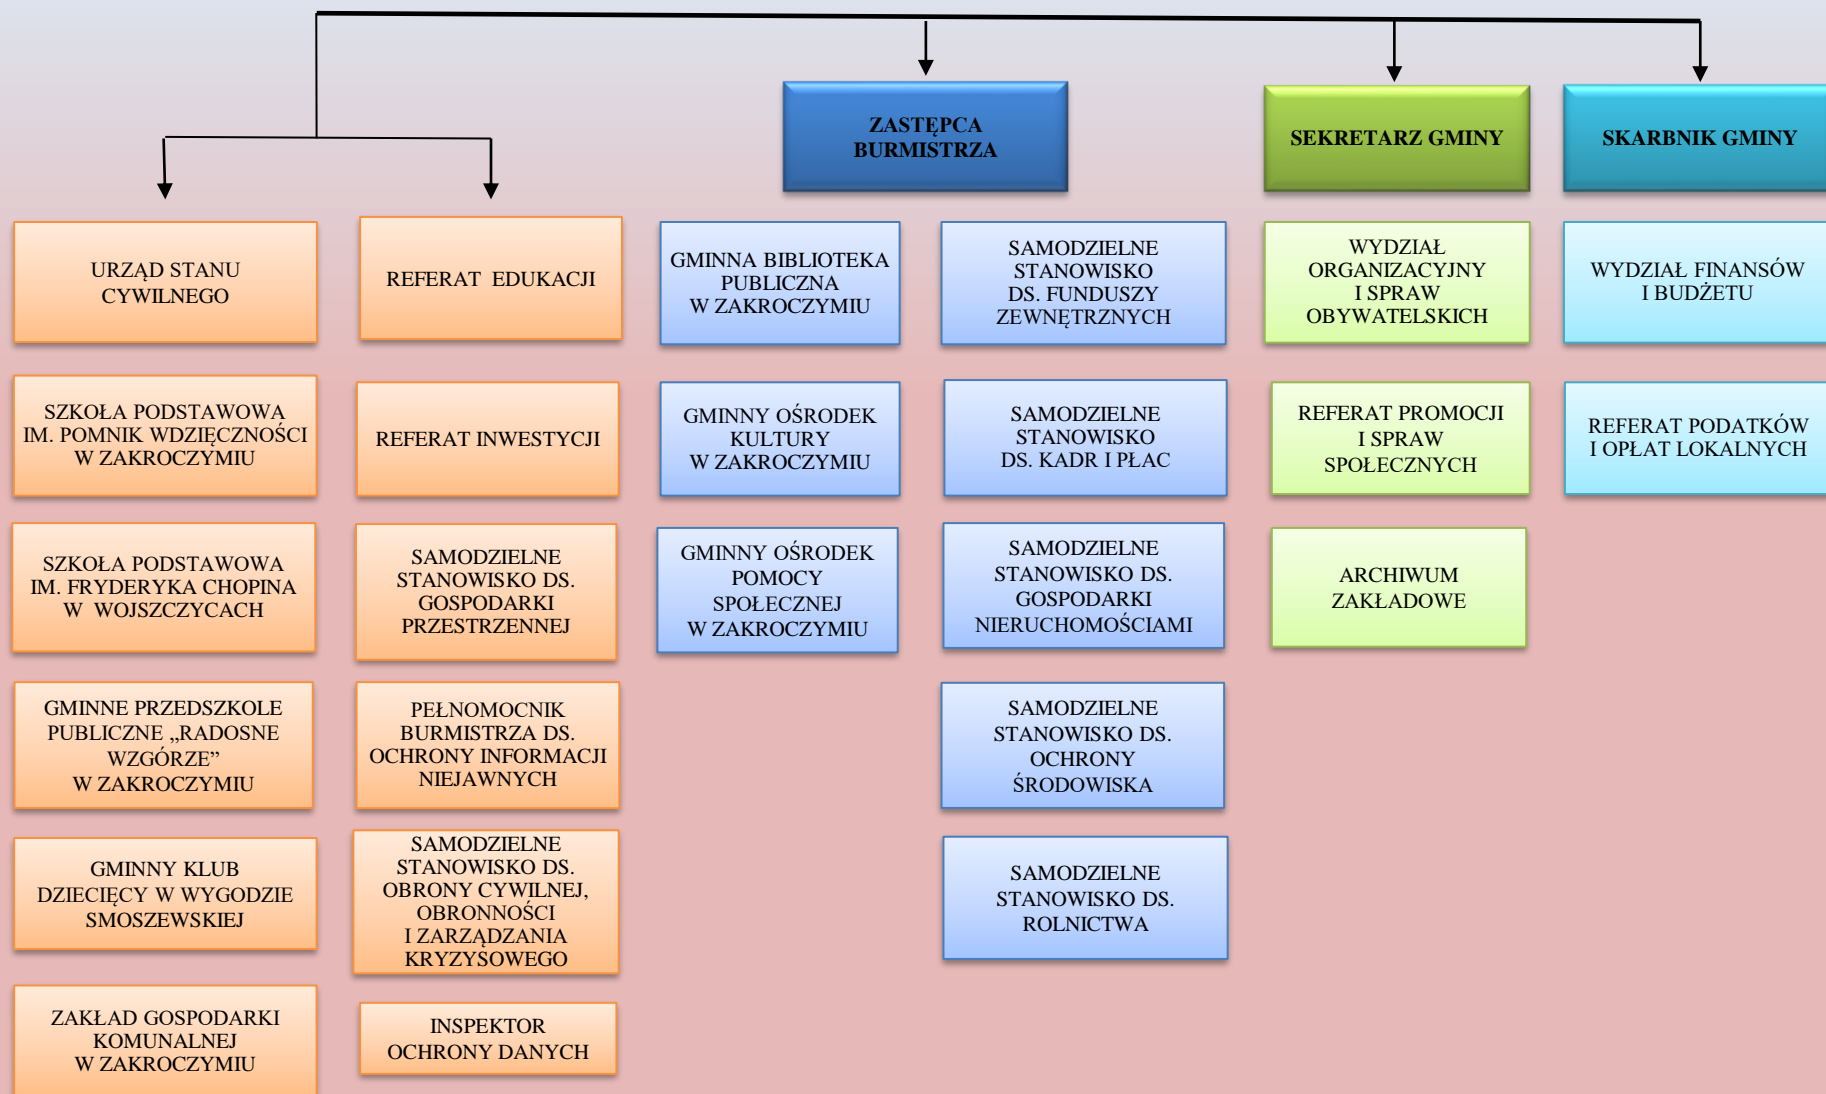 ZASTĘPCA
BURMISTRZA
SEKRETARZ GMINY
SKARBNIK GMINY
URZĄD STANU
CYWILNEGO
REFERAT EDUKACJI
GMINNA BIBLIOTEKA
PUBLICZNA
W ZAKROCZYMIU
SAMODZIELNE
STANOWISKO
DS. FUNDUSZY
ZEWNĘTRZNYCH
WYDZIAŁ
ORGANIZACYJNY
I SPRAW
OBYWATELSKICH
WYDZIAŁ FINANSÓW
I BUDŻETU
SZKOŁA PODSTAWOWA
IM. POMNIK WDZIĘCZNOŚCI
W ZAKROCZYMIU
REFERAT INWESTYCJI
GMINNY OŚRODEK
KULTURY
W ZAKROCZYMIU
SAMODZIELNE
STANOWISKO
DS. KADR I PŁAC
REFERAT PROMOCJI
I SPRAW
SPOŁECZNYCH
REFERAT PODATKÓW
I OPŁAT LOKALNYCH
SZKOŁA PODSTAWOWA
IM. FRYDERYKA CHOPINA
W WOJSZCZYCACH
SAMODZIELNE
STANOWISKO DS.
GOSPODARKI
PRZESTRZENNEJ
GMINNY OŚRODEK
POMOCY
SPOŁECZNEJ
W ZAKROCZYMIU
SAMODZIELNE
STANOWISKO DS.
GOSPODARKI
NIERUCHOMOŚCIAMI
ARCHIWUM
ZAKŁADOWE
GMINNE PRZEDSZKOLE
PUBLICZNE „RADOSNE
WZGÓRZE”
W ZAKROCZYMIU
PEŁNOMOCNIK
BURMISTRZA DS.
OCHRONY INFORMACJI
NIEJAWNYCH
SAMODZIELNE
STANOWISKO DS.
OCHRONY
ŚRODOWISKA
GMINNY KLUB
DZIECIĘCY W WYGODZIE
SMOSZEWSKIEJ
SAMODZIELNE
STANOWISKO DS.
OBRONY CYWILNEJ,
OBRONNOŚCI
I ZARZĄDZANIA
KRYZYSOWEGO
SAMODZIELNE
STANOWISKO DS.
ROLNICTWA
ZAKŁAD GOSPODARKI
KOMUNALNEJ
W ZAKROCZYMIU
INSPEKTOR
OCHRONY DANYCH